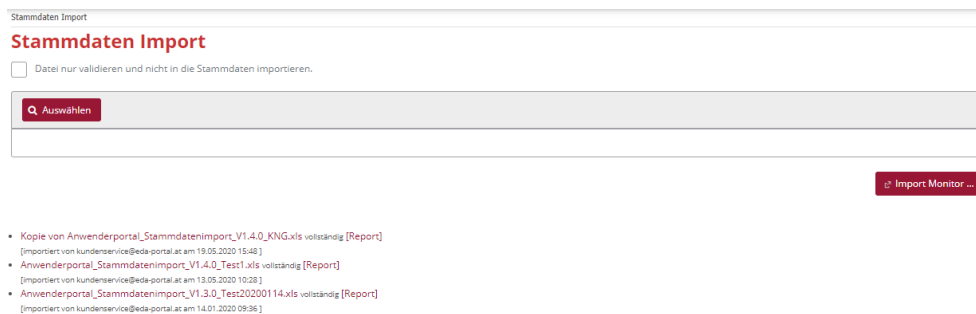 Stammdaten Import
Stammdaten Import
Datei nur validieren und nicht in die Stammdaten importieren.
Auswählen
Import Monitor ...
Kopie von Anwenderportal_Stammdatenimport_V1.4.0_KNG.xls vollständig [Report]
[importiert von kundenservice@eda-portal.at am 19.05.2020 15:48 ]
Anwenderportal_Stammdatenimport_V1.4.0_Test1.xls vollständig [Report]
[importiert von kundenservice@eda-portal.at am 13.05.2020 10:28 ]
Anwenderportal_Stammdatenimport_V1.3.0_Test20200114.xls vollständig [Report]
[importiert von kundenservice@eda-portal.at am 14.01.2020 09:36 ]